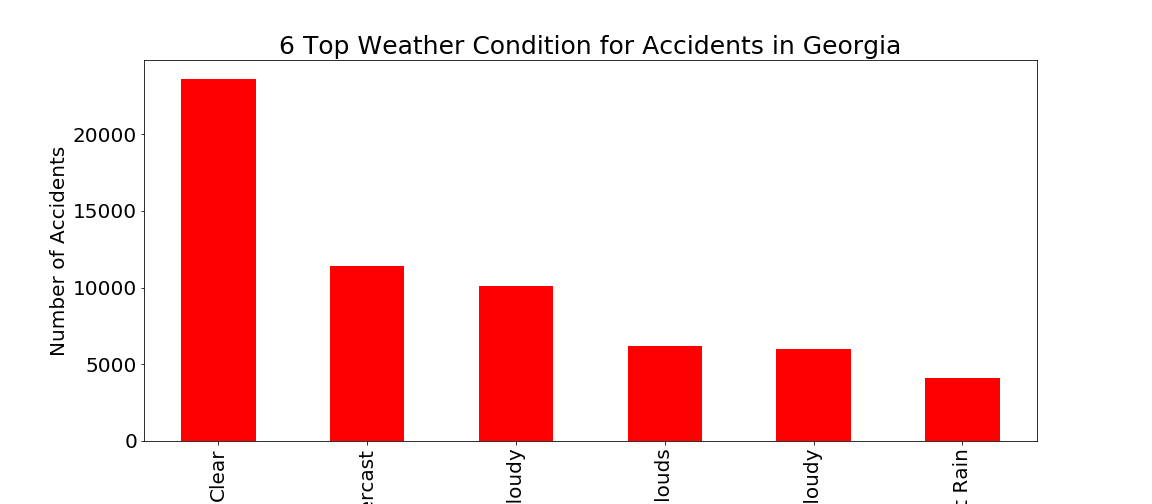 6 Top Weather Condition for Accidents in Georgia
Number of Accidents
20000
15000
10000
5000
0
Clear
ercast
loudy
louds
loudy
Rain